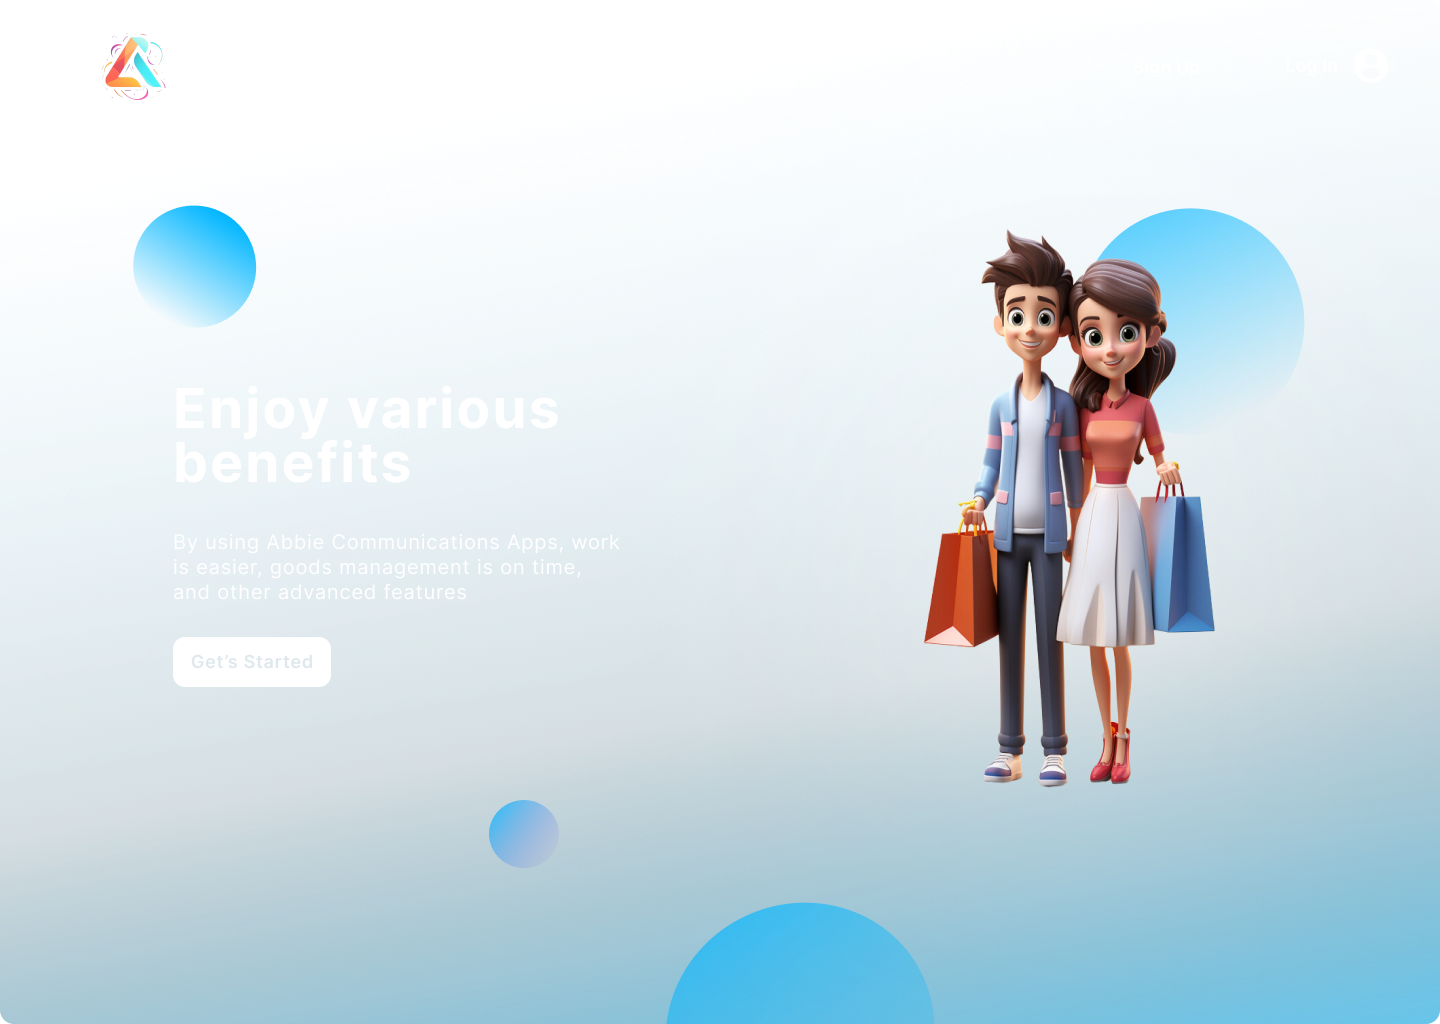 Sign Up
Log In
Enjoy various
benefits
By using Abbie Communications Apps, work
is easier, goods management is on time,
and other advanced features
Get’s Started